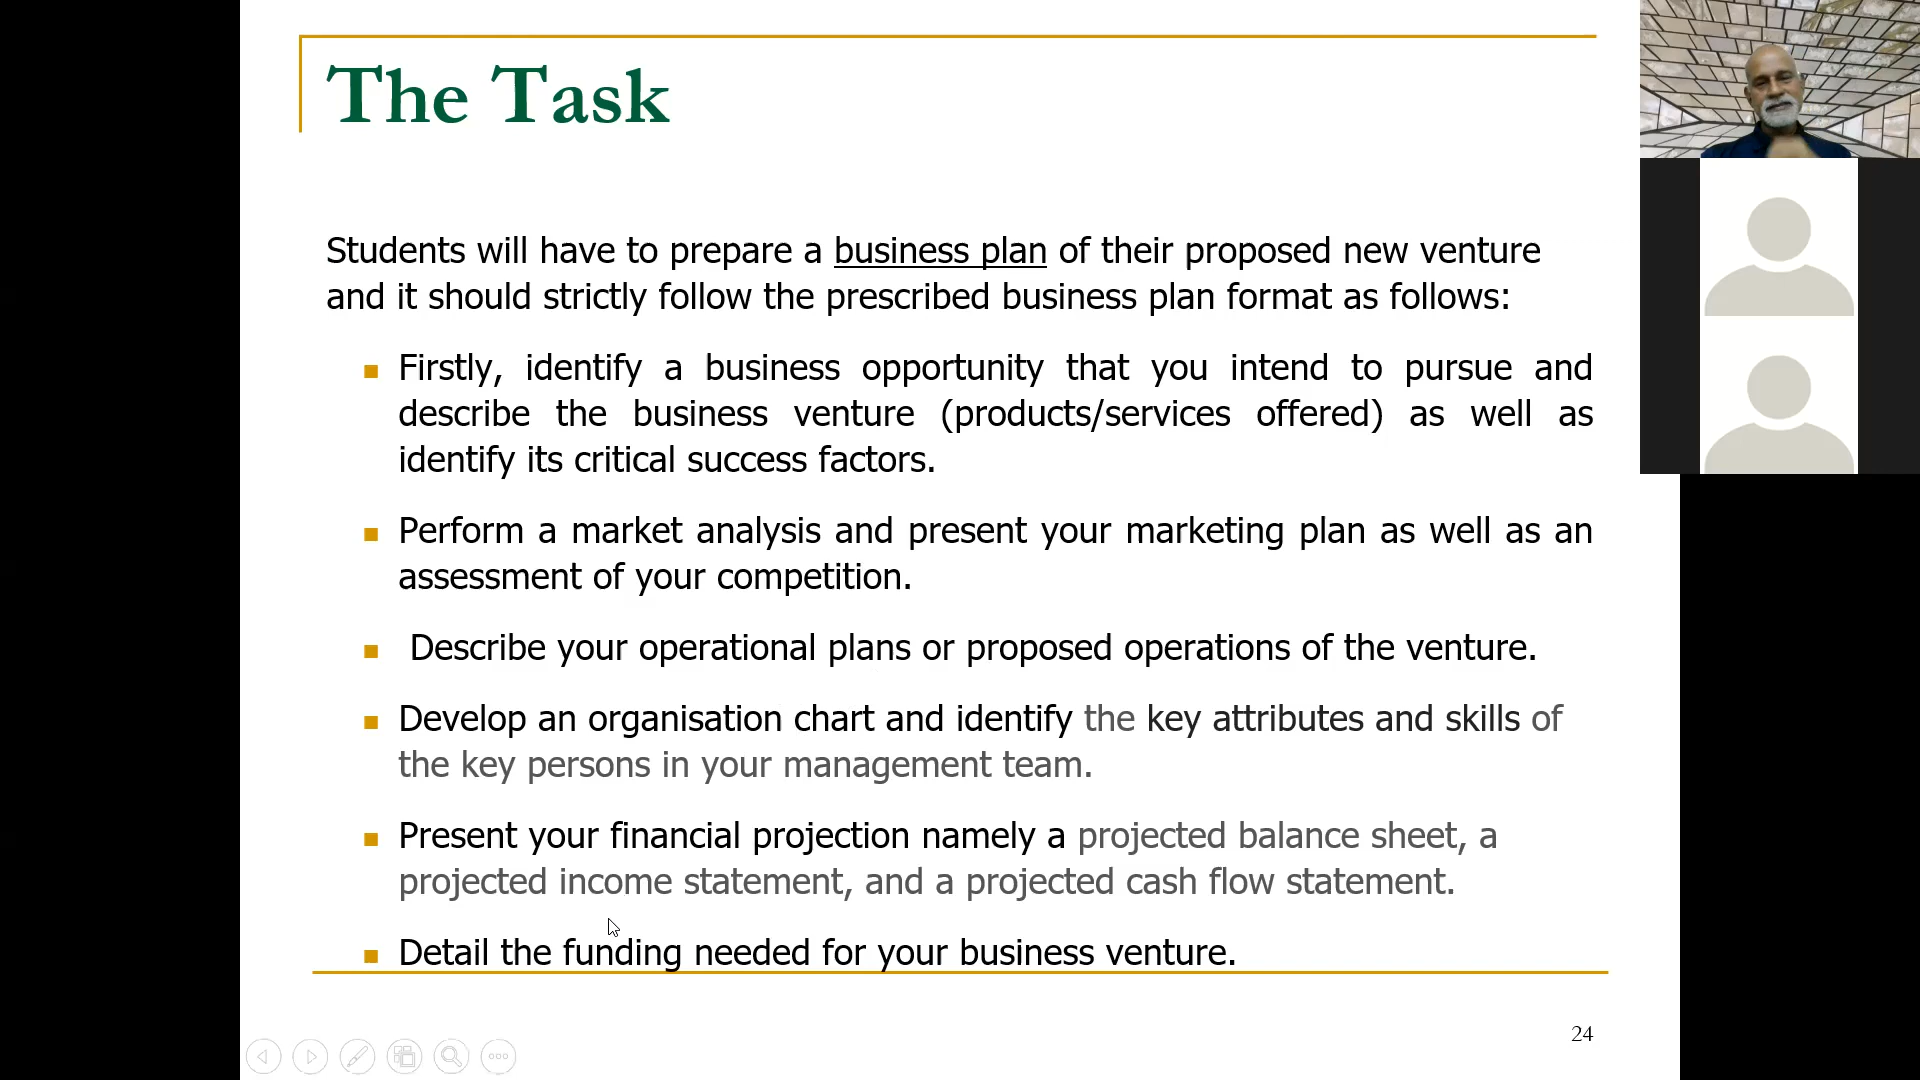 The Task
Students will have to prepare a business plan of their proposed new venture
and it should strictly follow the prescribed business plan format as follows:
Firstly, identify a business opportunity that you intend to pursue and
describe the business venture (products/services offered) as well as
identify its critical success factors.
Perform a market analysis and present your marketing plan as well as an
assessment of your competition.
Describe your operational plans or proposed operations of the venture.
Develop an organisation chart and identify the key attributes and skills of
the key persons in your management team.
Present your financial projection namely a projected balance sheet, a
projected income statement, and a projected cash flow statement.
Detail the funding needed for your business venture.
24